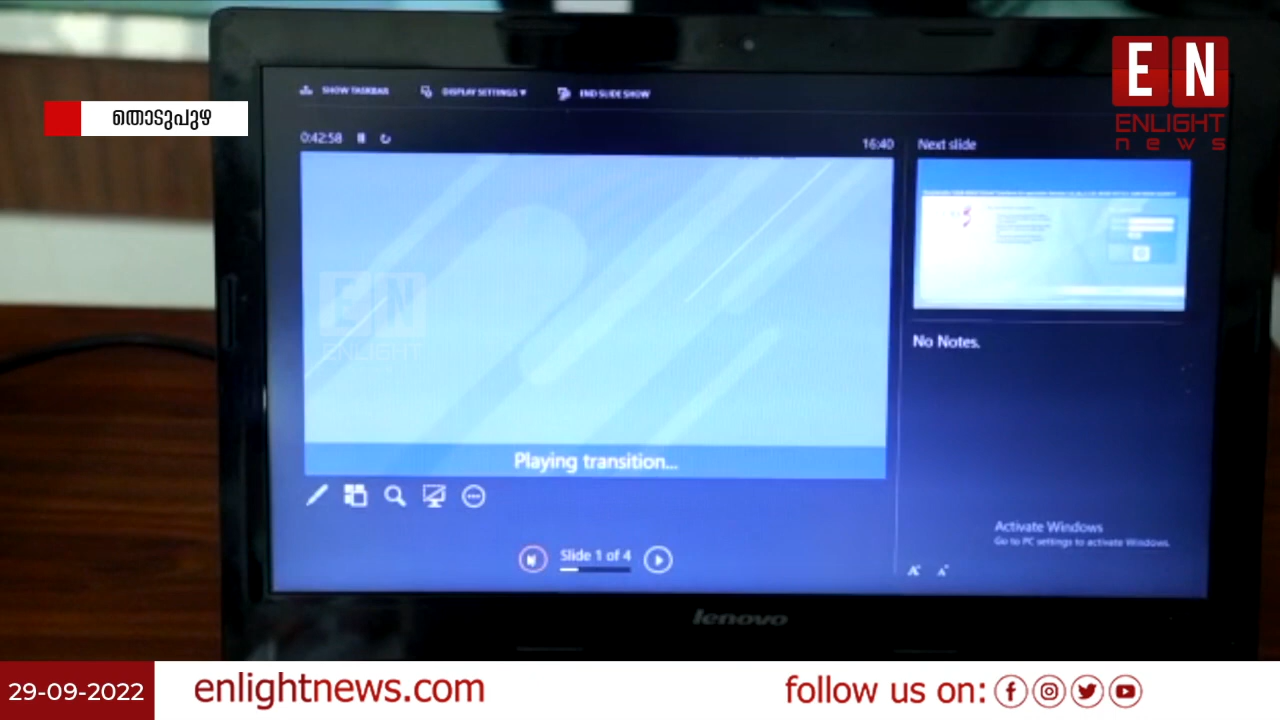 EN
ENLIGHT
news
തൊടുപുഴ
SHOW TASKBAR
DISPLAY SETTINGS ▾
END SLIDE SHOW
0:42:58
16:40
Next slide
EN
ENLIGHT
No Notes.
Playing transition...
Activate Windows
Go to PC settings to activate Windows.
Slide 1 of 4
A A
lenovo
29-09-2022
enlightnews.com
follow us on: